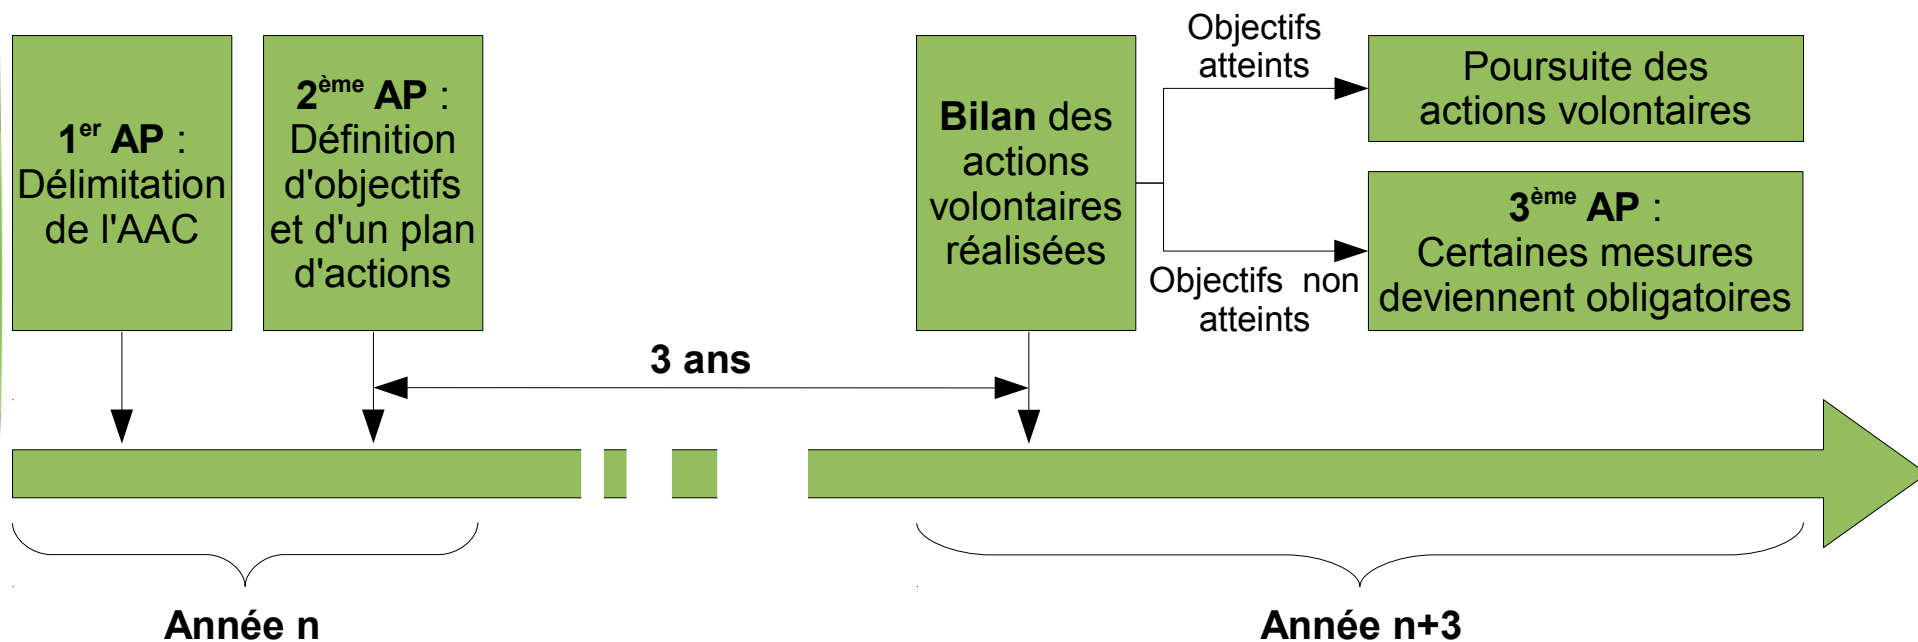 1er AP :
Délimitation
de l'AAC
2ème AP :
Définition
d'objectifs
et d'un plan
d'actions
Bilan des
actions
volontaires
réalisées
Objectifs
atteints
Poursuite des
actions volontaires
Objectifs non
atteints
3ème AP :
Certaines mesures
deviennent obligatoires
3 ans
Année n
Année n+3